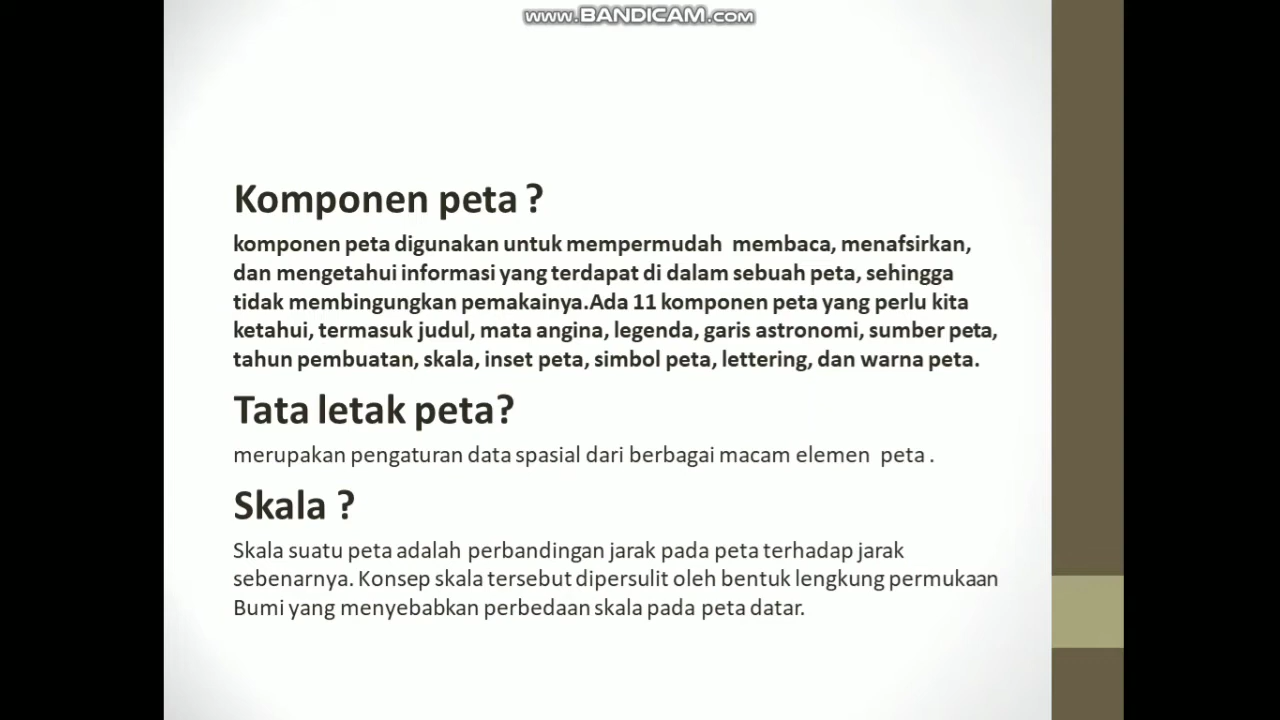 www.BANDICAM.COM
Komponen peta ?
komponen peta digunakan untuk mempermudah membaca, menafsirkan,
dan mengetahui informasi yang terdapat di dalam sebuah peta, sehingga
tidak membingungkan pemakainya.Ada 11 komponen peta yang perlu kita
ketahui, termasuk judul, mata angina, legenda, garis astronomi, sumber peta,
tahun pembuatan, skala, inset peta, simbol peta, lettering, dan warna peta.
Tata letak peta?
merupakan pengaturan data spasial dari berbagai macam elemen peta .
Skala ?
Skala suatu peta adalah perbandingan jarak pada peta terhadap jarak
sebenarnya. Konsep skala tersebut dipersulit oleh bentuk lengkung permukaan
Bumi yang menyebabkan perbedaan skala pada peta datar.